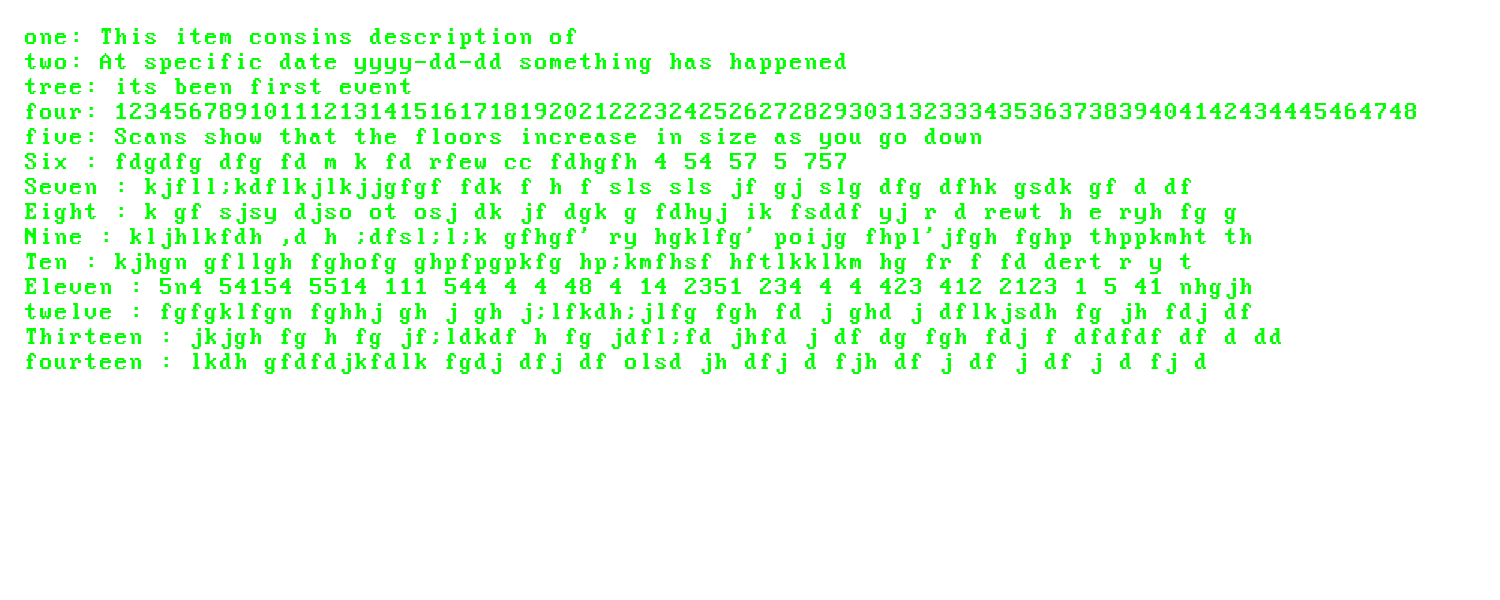 one: This item consins description of
two: At specific date yyyy-dd-dd something has happened
tree: its been first event
four: 123456789101112131415161718192021222324252627282930313233343536373839404142434445464748
five: Scans show that the floors increase in size as you go down
Six : fdgdfg dfg fd m k fd rfew cc fdhgfh 4 54 57 5 757
Seven : kjfll;kdflkjlkjjgfgf fdk f h f sls sls jf gj slg dfg dfhk gsdk gf d df
Eight : k gf sjsy djso ot osj dk jf dgk g fdhyj ik fsddf yj r d rewt h e ryh fg g
Nine : kljhlkfdh ,d h ;dfsl;l;k gfhgf' ry hgklfg' poijg fhpl'jfgh fghp thppkmht th
Ten : kjhgn gfllgh fghofg ghpfpgpkfg hp;kmfhsf hftlkklkm hg fr f fd dert r y t
Eleven : 5n4 54154 5514 111 544 4 4 48 4 14 2351 234 4 4 423 412 2123 1 5 41 nhgjh
twelve : fgfgklfgn fghhj gh j gh j;lfkdh;jlfg fgh fd j ghd j dflkjsdh fg jh fdj df
Thirteen : jkjgh fg h fg jf;ldkdf h fg jdfl;fd jhfd j df dg fgh fdj f dfdfdf df d dd
fourteen : lkdh gfdfdjkfdlk fgdj dfj df olsd jh dfj d fjh df j df j df j d fj d